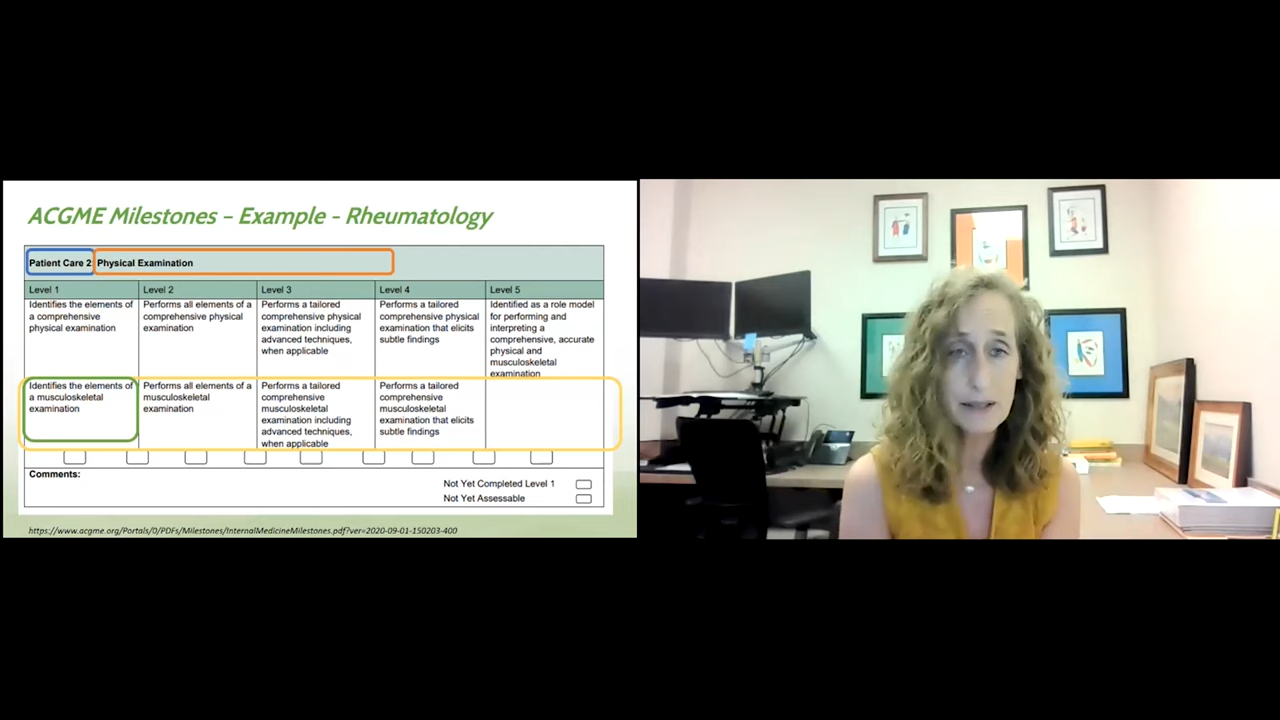 ACGME Milestones – Example - Rheumatology
Patient Care 2 Physical Examination
Level 1
Level 2
Level 3
Level 4
Level 5
Identifies the elements of
a comprehensive
physical examination
Performs all elements of a
comprehensive physical
examination
Performs a tailored
comprehensive physical
examination including
advanced techniques,
when applicable
Performs a tailored
comprehensive physical
examination that elicits
subtle findings
Identified as a role model
for performing and
interpreting a
comprehensive, accurate
physical and
musculoskeletal
examination
Identifies the elements of
a musculoskeletal
examination
Performs all elements of a
musculoskeletal
examination
Performs a tailored
comprehensive
musculoskeletal
examination including
advanced techniques,
when applicable
Performs a tailored
comprehensive
musculoskeletal
examination that elicits
subtle findings
Comments:
Not Yet Completed Level 1
Not Yet Assessable
https://www.acgme.org/Portals/0/PDFs/Milestones/InternalMedicineMilestones.pdf?ver=2020-09-01-150203-400